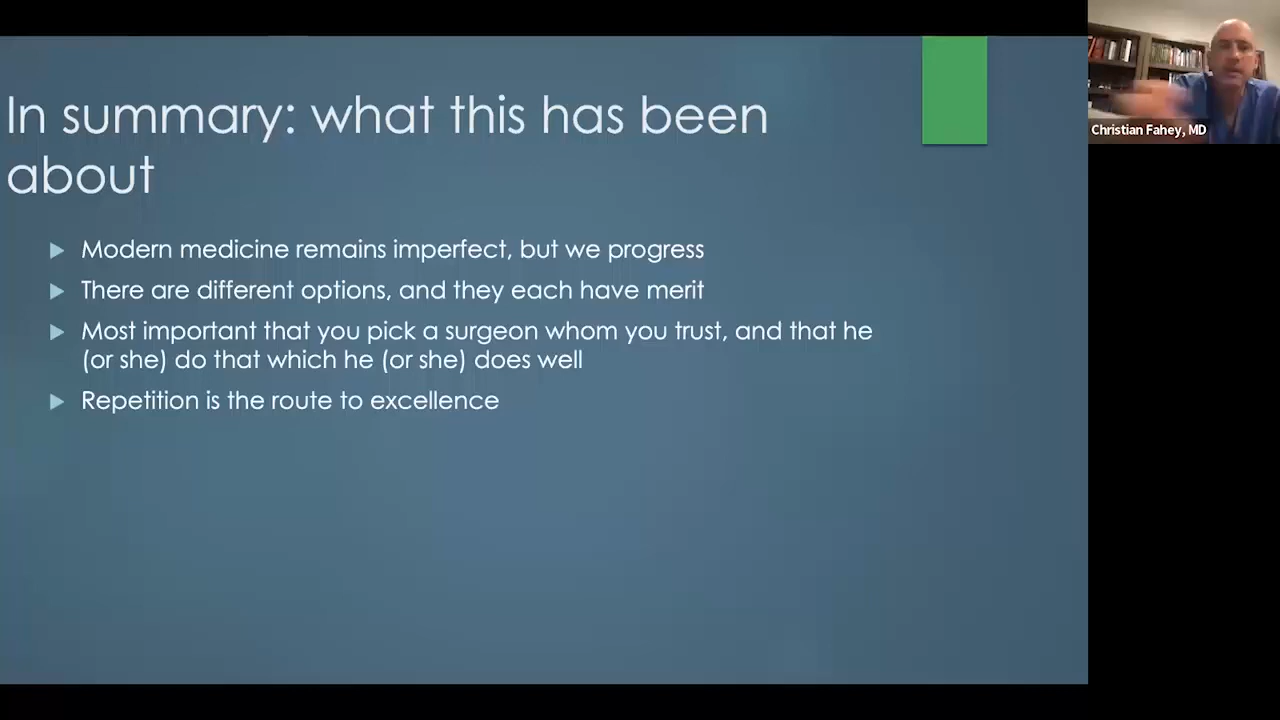 In summary: what this has been
about
Modern medicine remains imperfect, but we progress
There are different options, and they each have merit
Most important that you pick a surgeon whom you trust, and that he
(or she) do that which he (or she) does well
Repetition is the route to excellence
Christian Fahey, MD